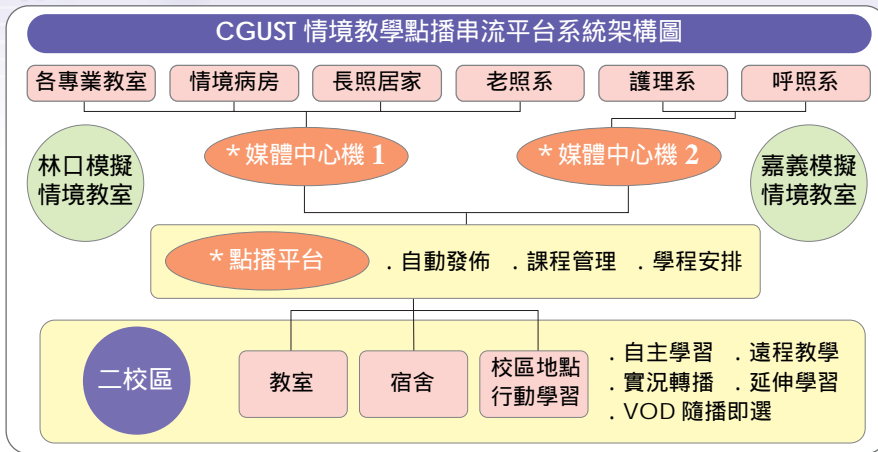 CGUST 情境教學點播串流平台系統架構圖
各專業教室 情境病房 長照居家 老照系 護理系 呼照系
林口模擬
情境教室
*媒體中心機 1
*媒體中心機 2
嘉義模擬
情境教室
*點播平台 . 自動發佈 . 課程管理 . 學程安排
二校區
教室
宿舍
校區地點
行動學習
. 自主學習 . 遠程教學
. 實況轉播 . 延伸學習
. VOD 隨播即選